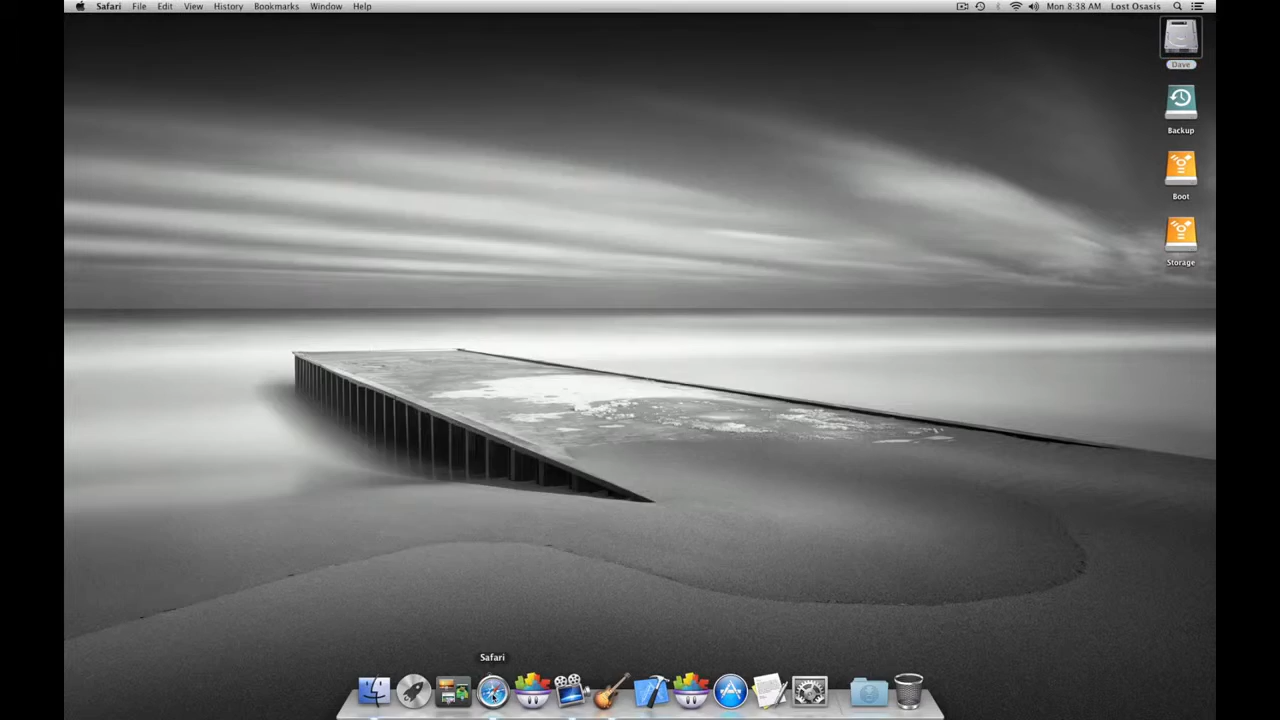 Safari File Edit View History Bookmarks Window Help Mon 8:38 AM Lost Osasis
Dave
Backup
Boot
Storage
Safari